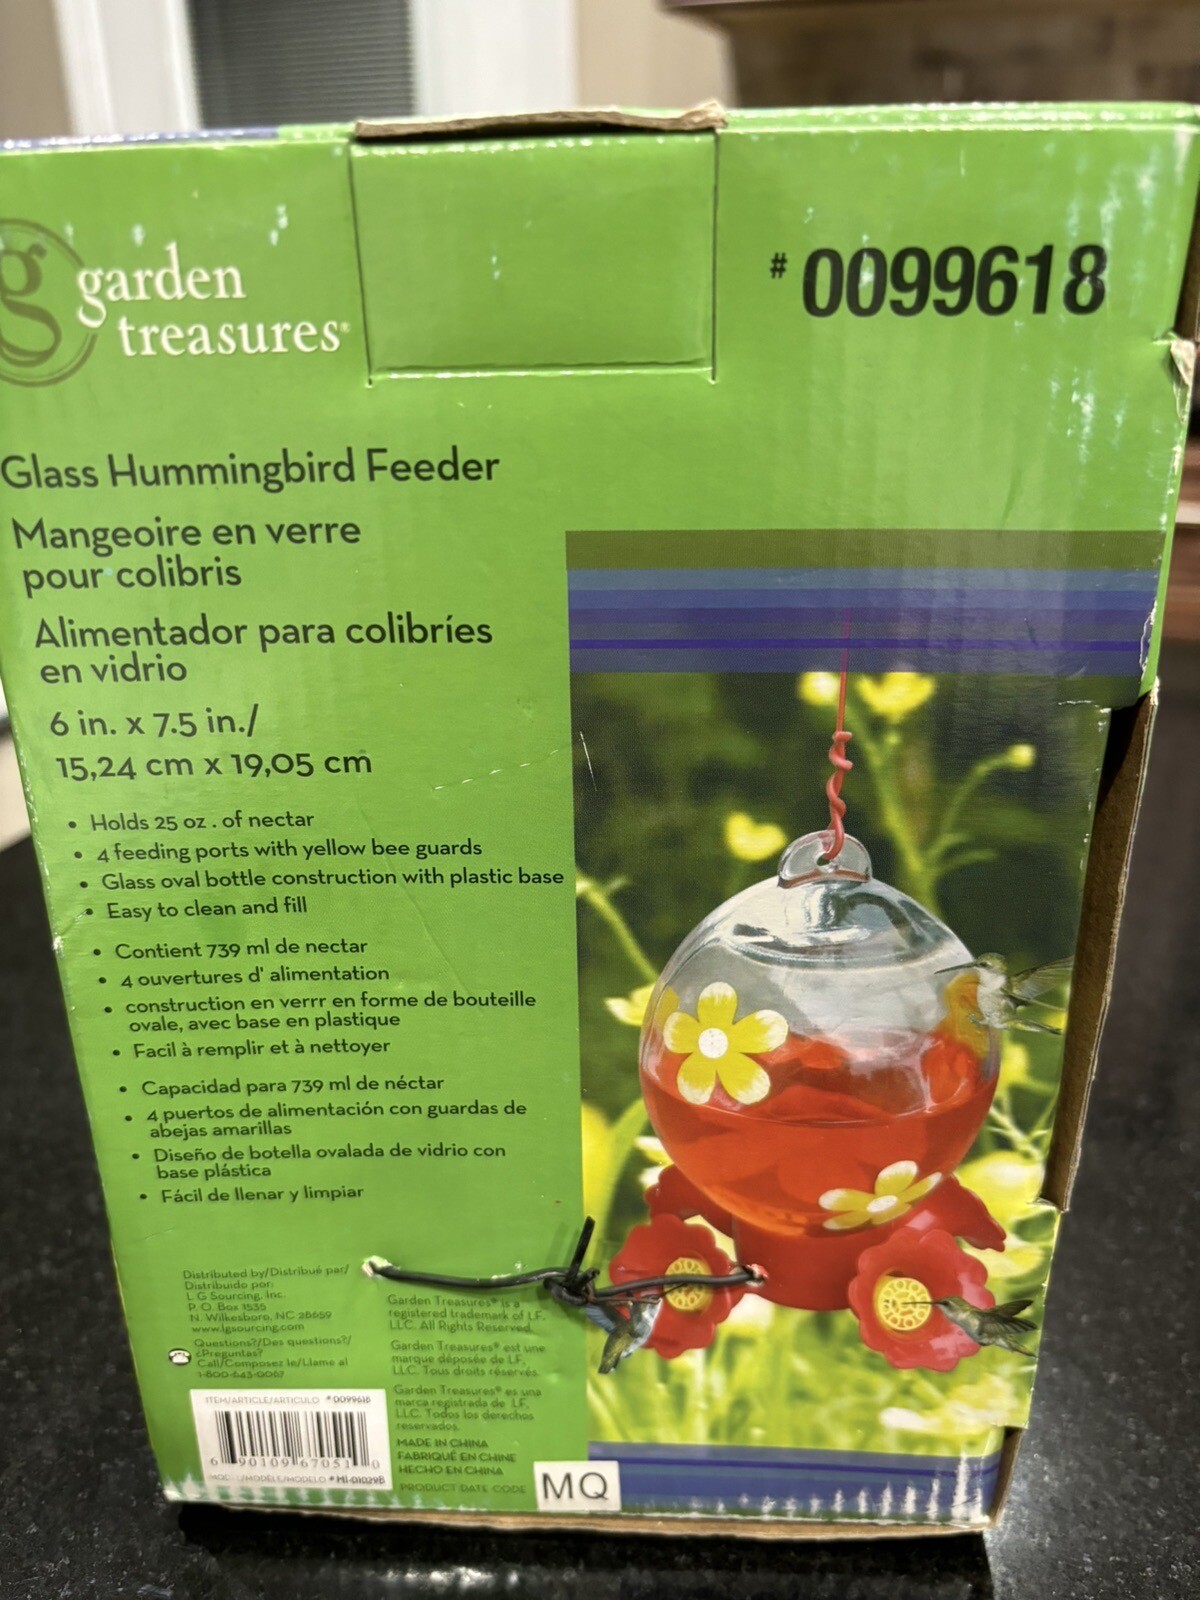 g garden
treasures®
# 0099618
Glass Hummingbird Feeder
Mangeoire en verre
pour colibris
Alimentador para colibríes
en vidrio
6 in. x 7.5 in./
15,24 cm x 19,05 cm
• Holds 25 oz . of nectar
• 4 feeding ports with yellow bee guards
• Glass oval bottle construction with plastic base
• Easy to clean and fill
• Contient 739 ml de nectar
• 4 ouvertures d' alimentation
• construction en verrr en forme de bouteille
ovale, avec base en plastique
• Facil à remplir et à nettoyer
• Capacidad para 739 ml de néctar
• 4 puertos de alimentación con guardas de
abejas amarillas
• Diseño de botella ovalada de vidrio con
base plástica
• Fácil de llenar y limpiar
Distributed by/Distribué par/
Distribuido por:
L G Sourcing, Inc.
P. O. Box 1535
N. Wilkesboro, NC 28659
www.lgsourcing.com
Questions?/Des questions?/
¿Preguntas?
Call/Composez le/Llame al
1-800-643-0067
Garden Treasures® is a
registered trademark of LF,
LLC. All Rights Reserved.
Garden Treasures® est une
marque déposée de LF,
LLC. Tous droits réservés.
Garden Treasures® es una
marca registrada de LF,
LLC. Todos los derechos
reservados.
MADE IN CHINA
FABRIQUÉ EN CHINE
HECHO EN CHINA
PRODUCT DATE CODE
MQ
ITEM/ARTICLE/ARTICULO #0099618
6 90109 67051 0
/MODÈLE/MODELO #MI-01029B